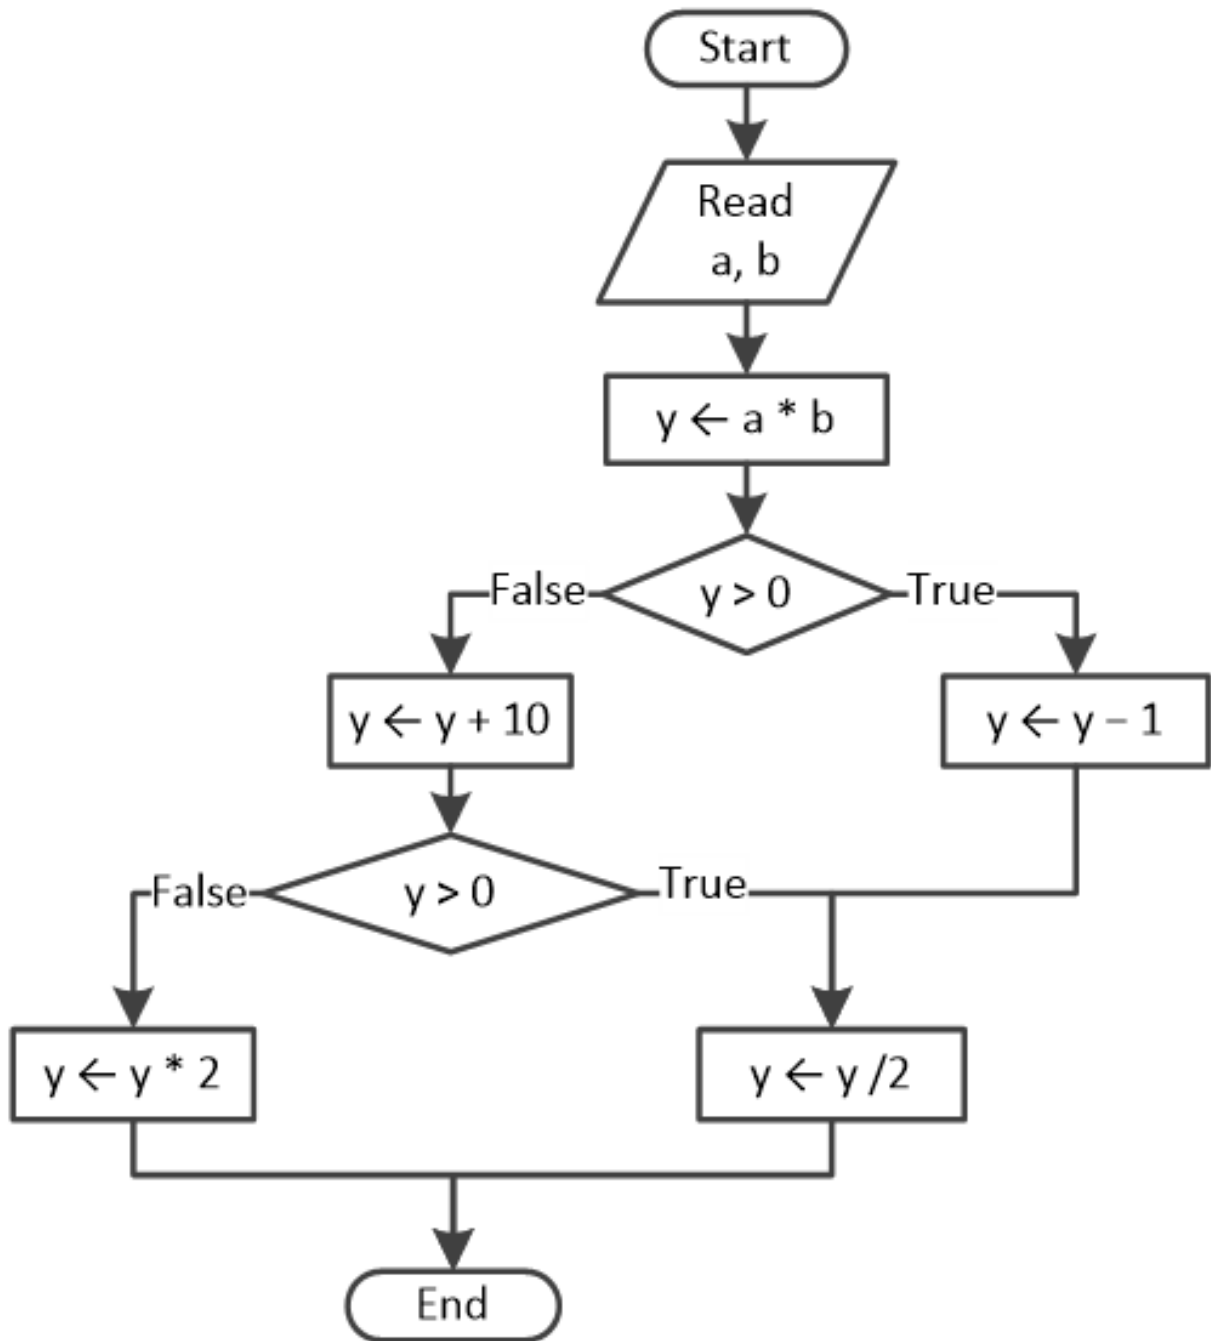 Start
Read
a, b
y ← a * b
False
y > 0
True
y ← y + 10
y ← y – 1
False
y > 0
True
y ← y * 2
y ← y /2
End